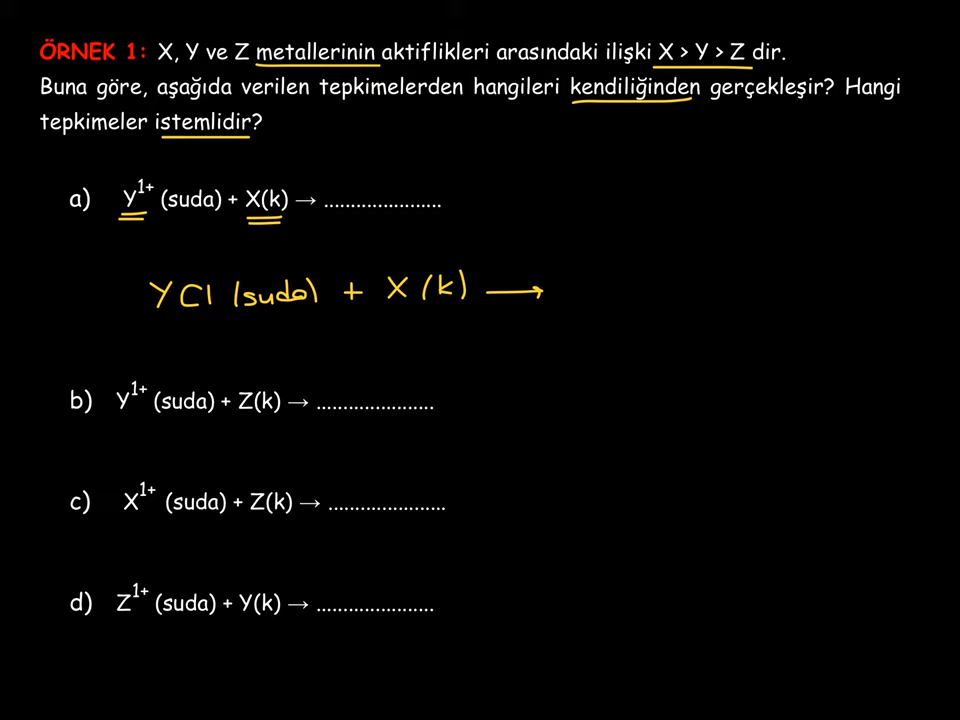 ÖRNEK 1: X, Y ve Z metallerinin aktiflikleri arasındaki ilişki X > Y > Z dir.
Buna göre, aşağıda verilen tepkimelerden hangileri kendiliğinden gerçekleşir? Hangi
tepkimeler istemlidir?
a) Y¹⁺ (suda) + X(k) → ......................
YCl (suda) + X (k) ⟶
b) Y¹⁺ (suda) + Z(k) → ......................
c) X¹⁺ (suda) + Z(k) → ......................
d) Z¹⁺ (suda) + Y(k) → ......................